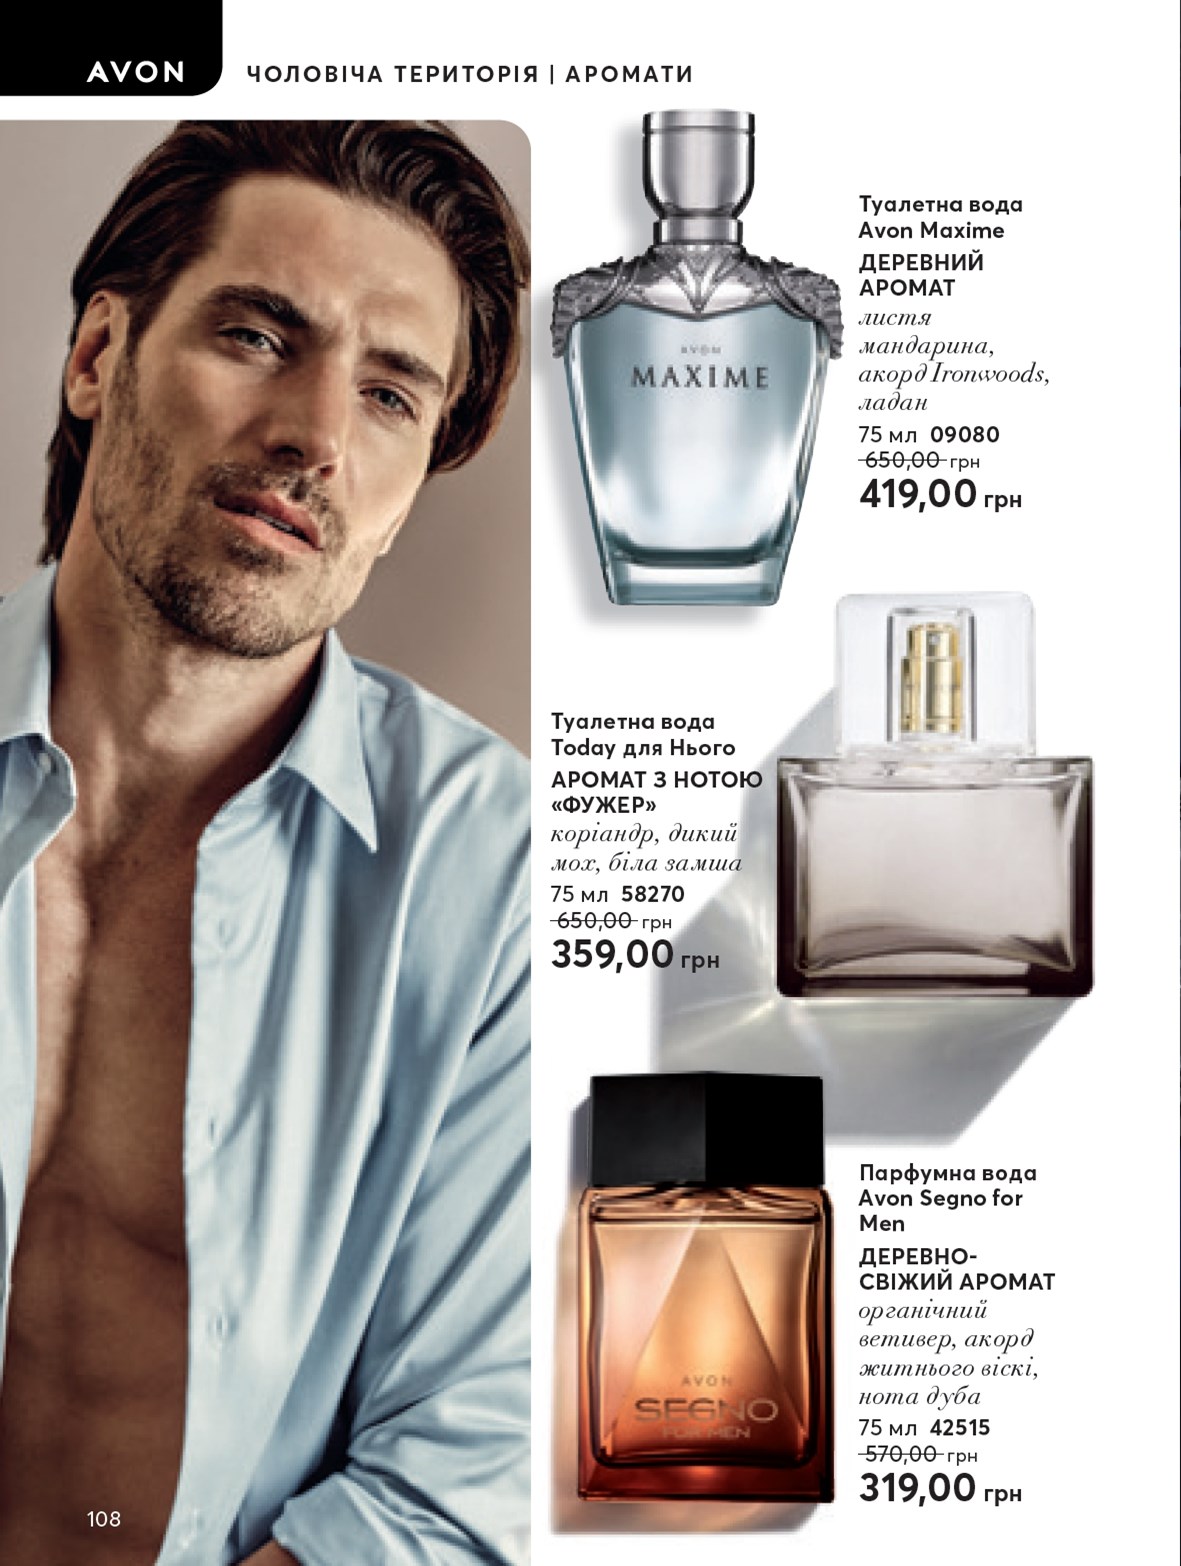 AVON
ЧОЛОВІЧА ТЕРИТОРІЯ | АРОМАТИ
AVON
MAXIME
Туалетна вода
Avon Maxime
ДЕРЕВНИЙ
АРОМАТ
листя
мандарина,
акорд Ironwoods,
ладан
75 мл 09080
650,00 грн
419,00 грн
Туалетна вода
Today для Нього
АРОМАТ З НОТОЮ
«ФУЖЕР»
коріандр, дикий
мох, біла замша
75 мл 58270
650,00 грн
359,00 грн
AVON
SEGNO
FOR MEN
Парфумна вода
Avon Segno for
Men
ДЕРЕВНО-
СВІЖИЙ АРОМАТ
органічний
ветивер, акорд
житнього віскі,
нота дуба
75 мл 42515
570,00 грн
319,00 грн
108